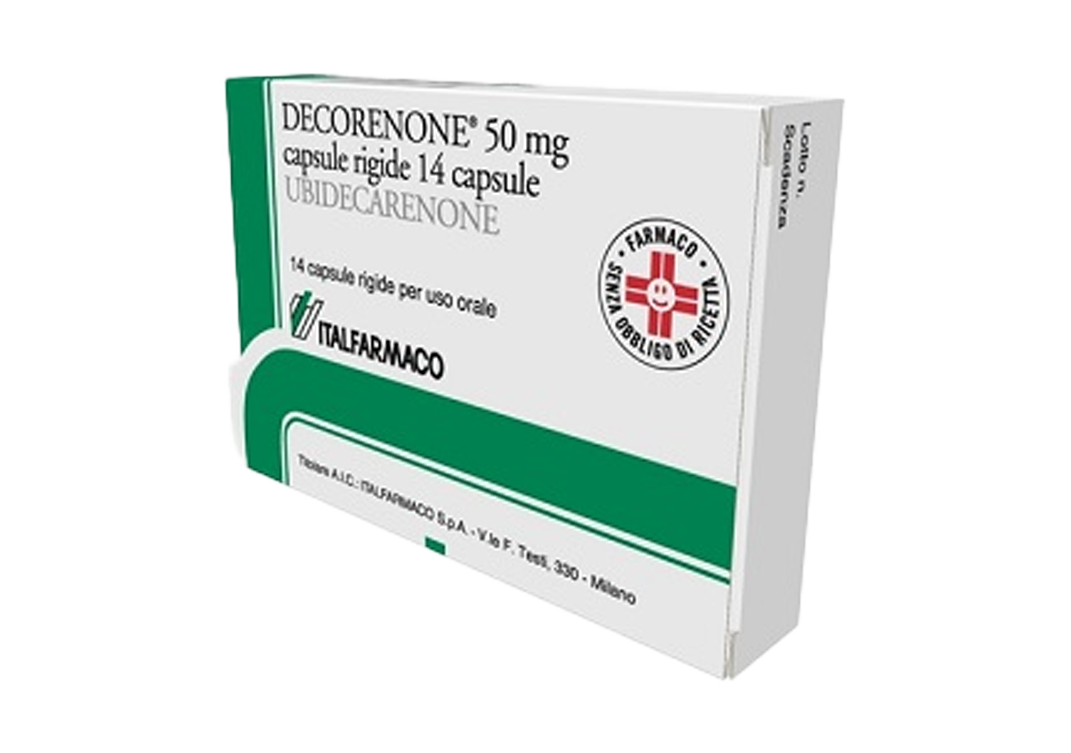 DECORENONE® 50 mg
capsule rigide 14 capsule
UBIDECARENONE
14 capsule rigide per uso orale
ITALFARMACO
• FARMACO •
SENZA OBBLIGO DI RICETTA
Titolare A.I.C.: ITALFARMACO S.p.A. - V.le F. Testi, 330 - Milano
Lotto n.
Scadenza